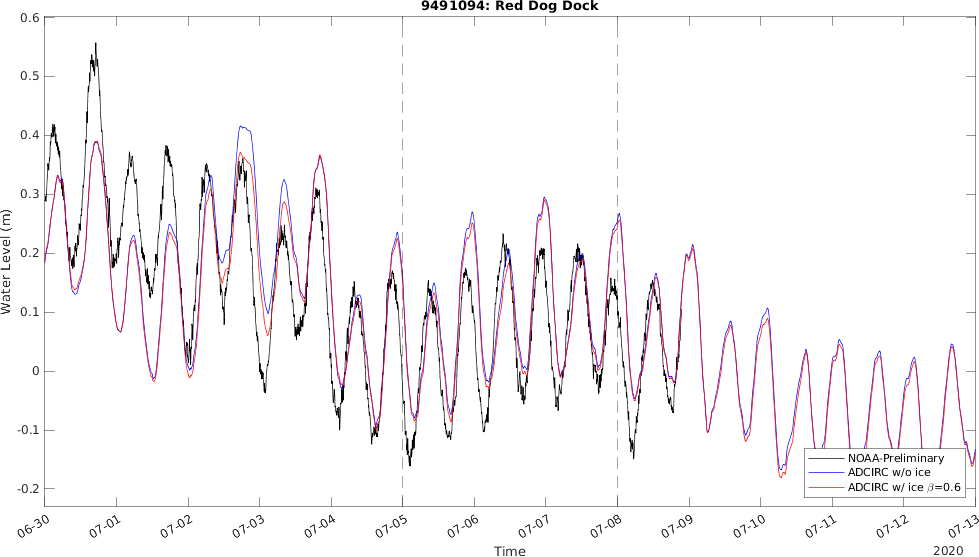 9491094: Red Dog Dock
0.6
0.5
0.4
0.3
0.2
0.1
0
-0.1
-0.2
Water Level (m)
NOAA-Preliminary
ADCIRC w/o ice
ADCIRC w/ ice β=0.6
06-30 07-01 07-02 07-03 07-04 07-05 07-06 07-07 07-08 07-09 07-10 07-11 07-12 07-13
Time
2020